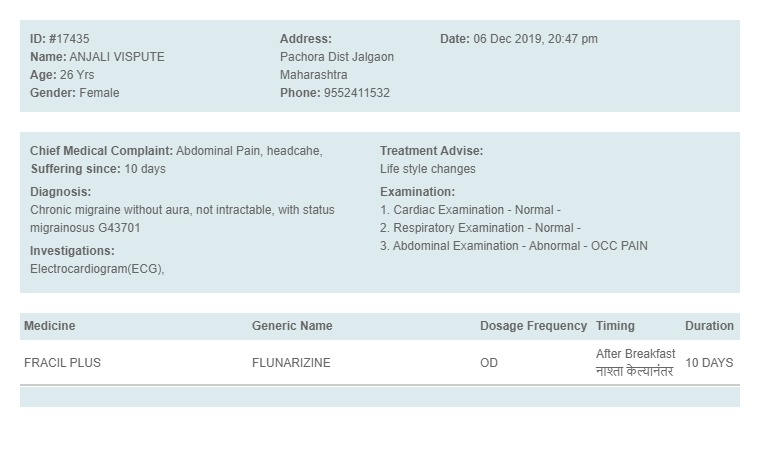 ID: #17435
Name: ANJALI VISPUTE
Age: 26 Yrs
Gender: Female
Address:
Pachora Dist Jalgaon
Maharashtra
Phone: 9552411532
Date: 06 Dec 2019, 20:47 pm
Chief Medical Complaint: Abdominal Pain, headcahe,
Suffering since: 10 days
Diagnosis:
Chronic migraine without aura, not intractable, with status
migrainosus G43701
Investigations:
Electrocardiogram(ECG),
Treatment Advise:
Life style changes
Examination:
1. Cardiac Examination - Normal -
2. Respiratory Examination - Normal -
3. Abdominal Examination - Abnormal - OCC PAIN
Medicine Generic Name Dosage Frequency Timing Duration
FRACIL PLUS FLUNARIZINE OD After Breakfast 10 DAYS
नाश्ता केल्यानंतर